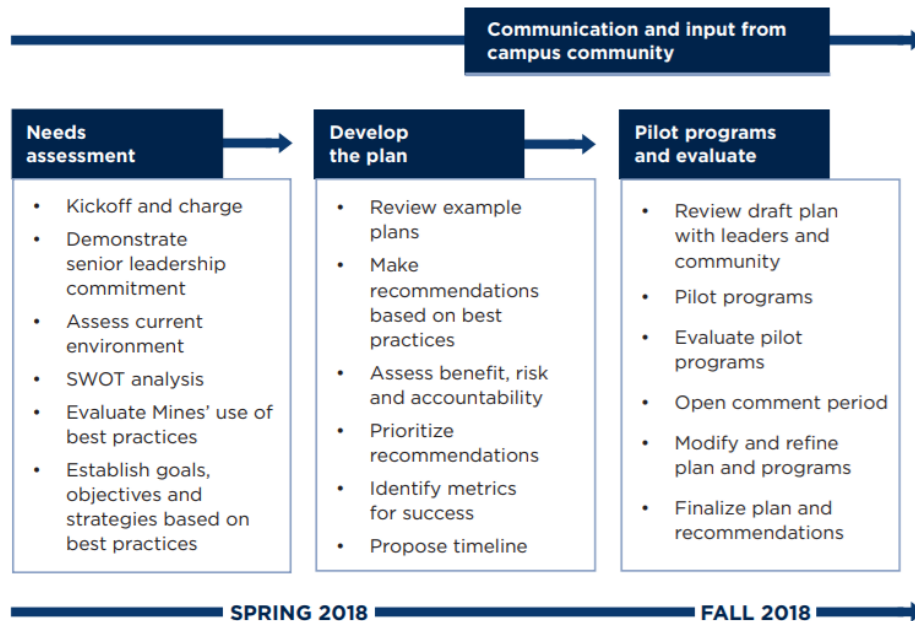 Communication and input from
campus community
Needs
assessment
• Kickoff and charge
• Demonstrate
senior leadership
commitment
• Assess current
environment
• SWOT analysis
• Evaluate Mines' use of
best practices
• Establish goals,
objectives and
strategies based on
best practices
Develop
the plan
• Review example
plans
• Make
recommendations
based on best
practices
• Assess benefit, risk
and accountability
• Prioritize
recommendations
• Identify metrics
for success
• Propose timeline
Pilot programs
and evaluate
• Review draft plan
with leaders and
community
• Pilot programs
• Evaluate pilot
programs
• Open comment period
• Modify and refine
plan and programs
• Finalize plan and
recommendations
SPRING 2018
FALL 2018